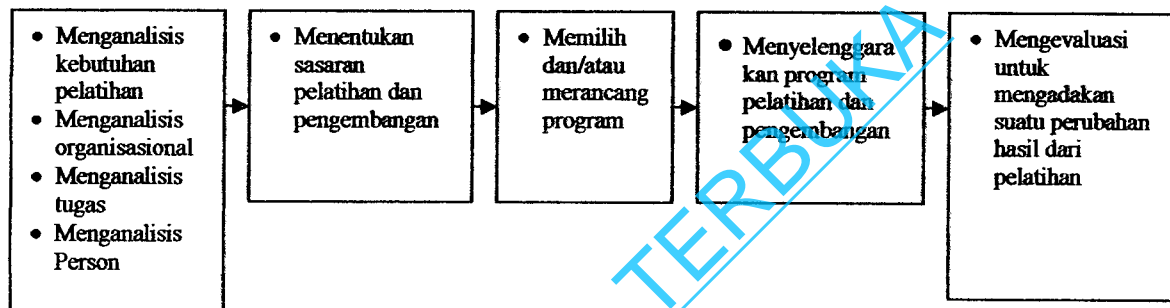 • Menganalisis
kebutuhan
pelatihan
• Menganalisis
organisasional
• Menganalisis
tugas
• Menganalisis
Person
• Menentukan
sasaran
pelatihan dan
pengembangan
• Memilih
dan/atau
merancang
program
• Menyelenggara
kan program
pelatihan dan
pengembangan
• Mengevaluasi
untuk
mengadakan
suatu perubahan
hasil dari
pelatihan
TERBUKA